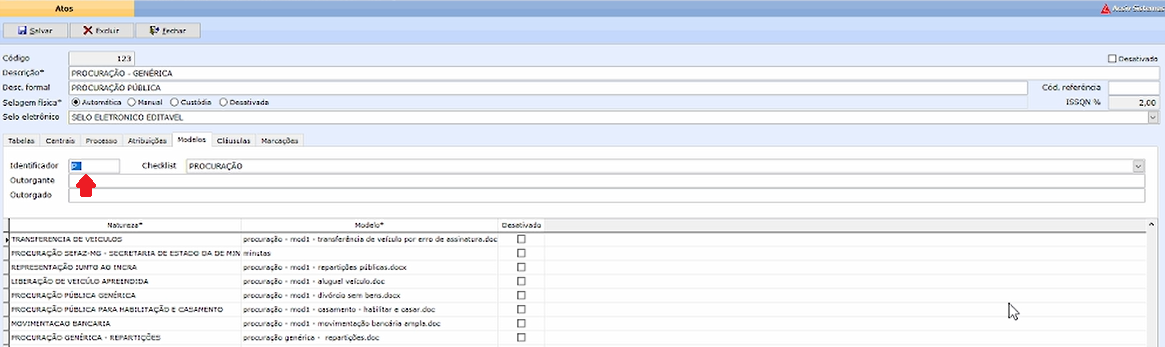 Atos
Acão Sistemas
Salvar Excluir Fechar
Código 123 Desativado
Descrição* PROCURAÇÃO - GENÉRICA
Desc. formal PROCURAÇÃO PÚBLICA Cód. referência
Selagem física* Automática Manual Custódia Desativada ISSQN % 2,00
Selo eletrônico SELO ELETRONICO EDITAVEL
Tabelas Centrais Processo Atribuições Modelos Cláusulas Marcações
Identificador P Checklist PROCURAÇÃO
Outorgante
Outorgado
Natureza* Modelo* Desativado
TRANSFERENCIA DE VEICULOS procuração - mod1 - transferência de veículo por erro de assinatura.doc
PROCURAÇÃO SEFAZ-MG - SECRETARIA DE ESTADO DA DE MIN minutas
REPRESENTAÇÃO JUNTO AO INCRA procuração - mod1 - repartições públicas.docx
LIBERAÇÃO DE VEICÚLO APREENDIDA procuração - mod1 - aluguel veículo.doc
PROCURAÇÃO PÚBLICA GENÉRICA procuração - mod1 - divórcio sem bens.docx
PROCURAÇÃO PÚBLICA PARA HABILITAÇÃO E CASAMENTO procuração - mod1 - casamento - habilitar e casar.doc
MOVIMENTACAO BANCARIA procuração - mod1 - movimentação bancária ampla.doc
PROCURAÇÃO GENÉRICA - REPARTIÇÕES procuração genérica - repartições.doc